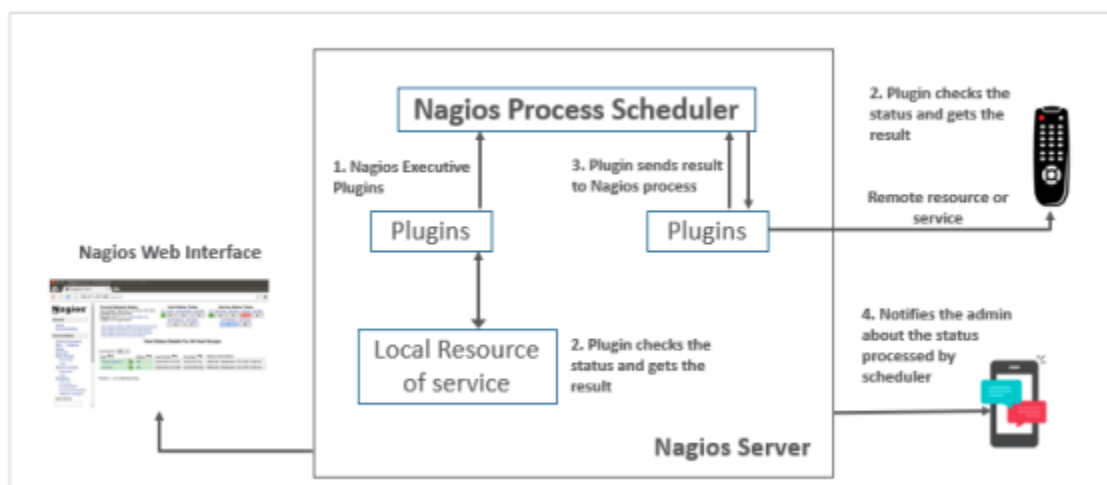 Nagios Process Scheduler
2. Plugin checks the
status and gets the
result
1. Nagios Executive
Plugins
3. Plugin sends result
to Nagios process
Remote resource or
service
Plugins
Plugins
Nagios Web Interface
Nagios
4. Notifies the admin
about the status
processed by
scheduler
Local Resource
of service
2. Plugin checks the
status and gets the
result
Nagios Server